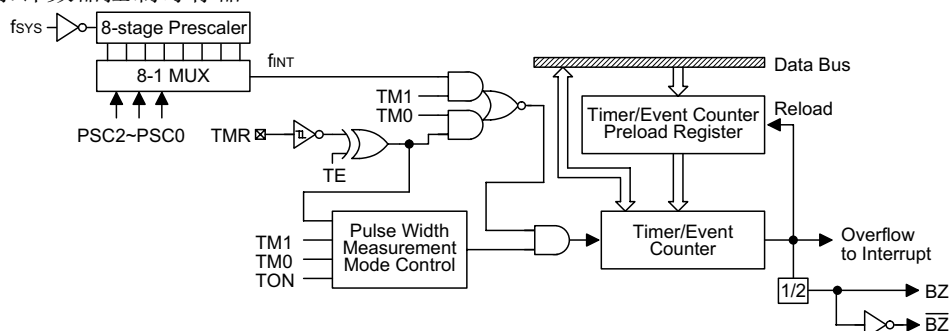 fSYS
8-stage Prescaler
8-1 MUX
fINT
PSC2~PSC0
TM1
TM0
TMR
TE
Data Bus
Timer/Event Counter
Preload Register
Reload
TM1
TM0
TON
Pulse Width
Measurement
Mode Control
Timer/Event
Counter
Overflow
to Interrupt
1/2
BZ
BZ